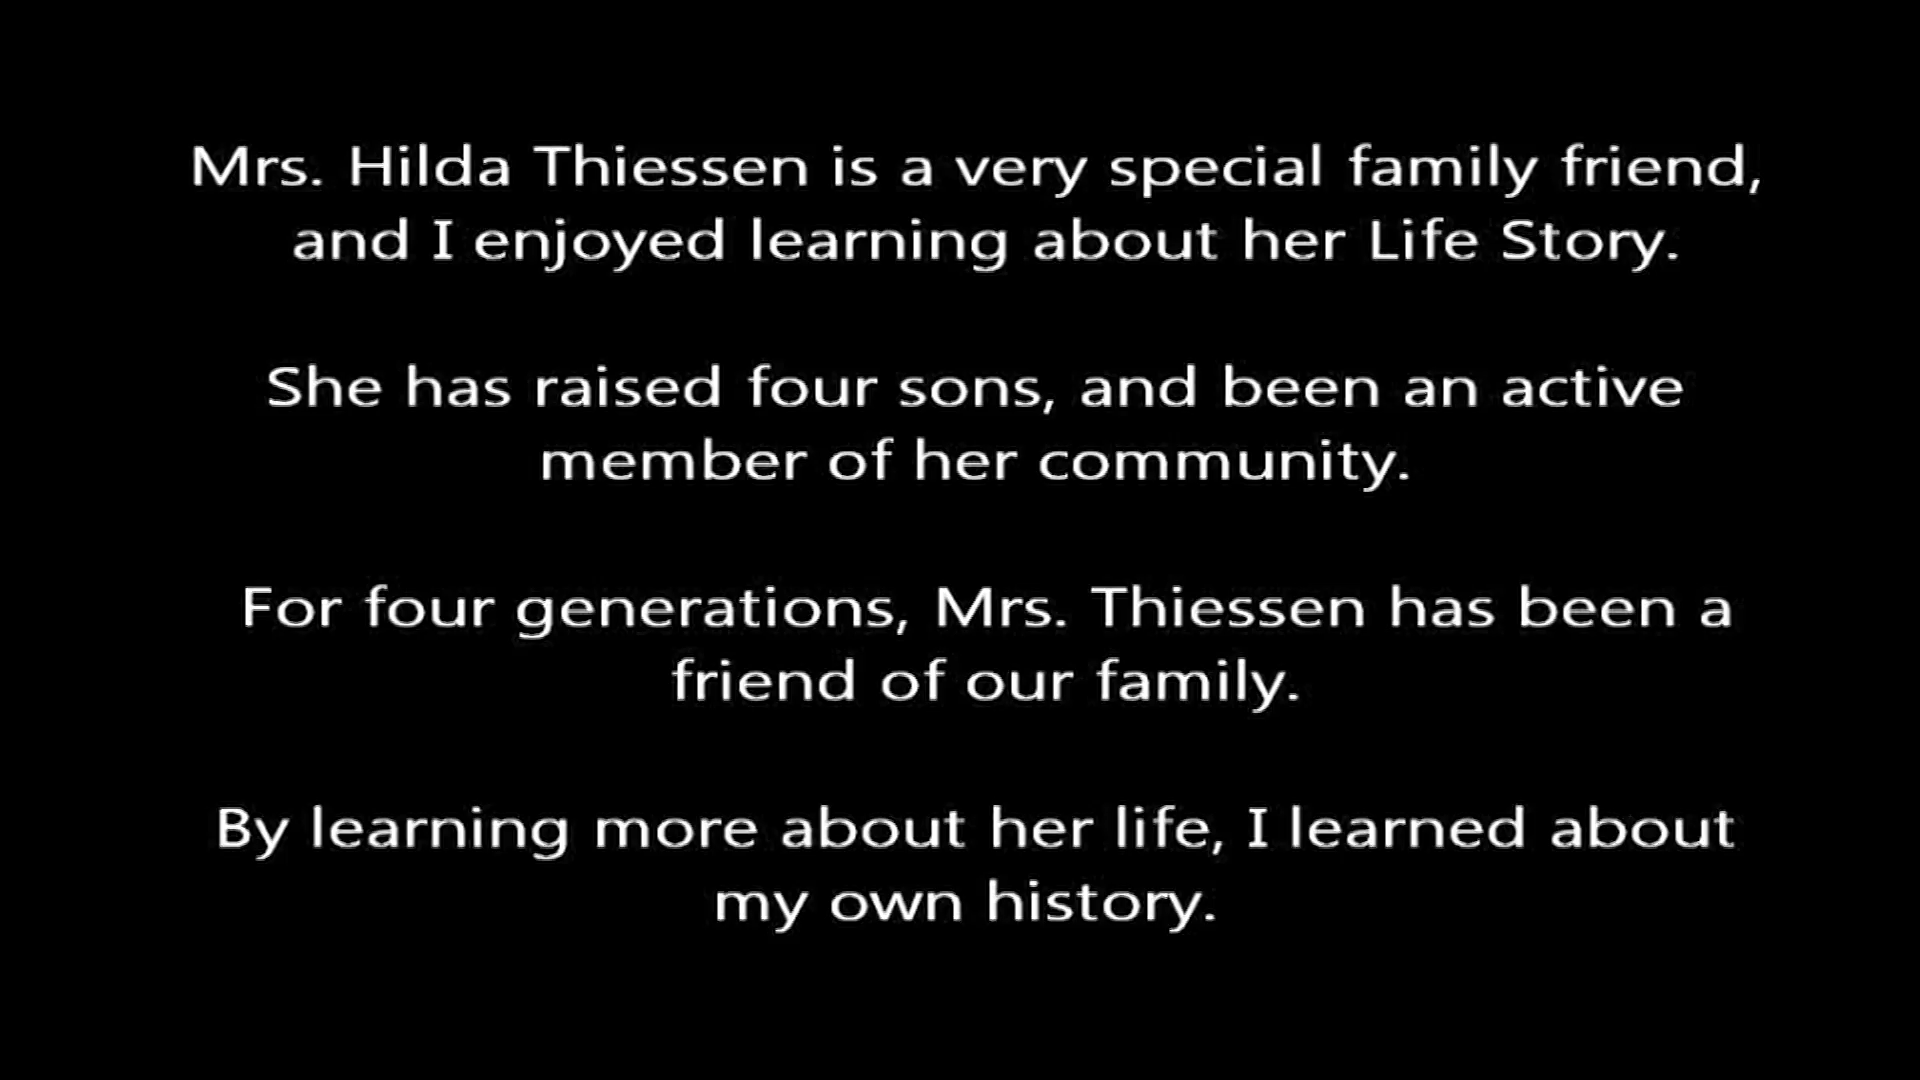 Mrs. Hilda Thiessen is a very special family friend,
and I enjoyed learning about her Life Story.
She has raised four sons, and been an active
member of her community.
For four generations, Mrs. Thiessen has been a
friend of our family.
By learning more about her life, I learned about
my own history.